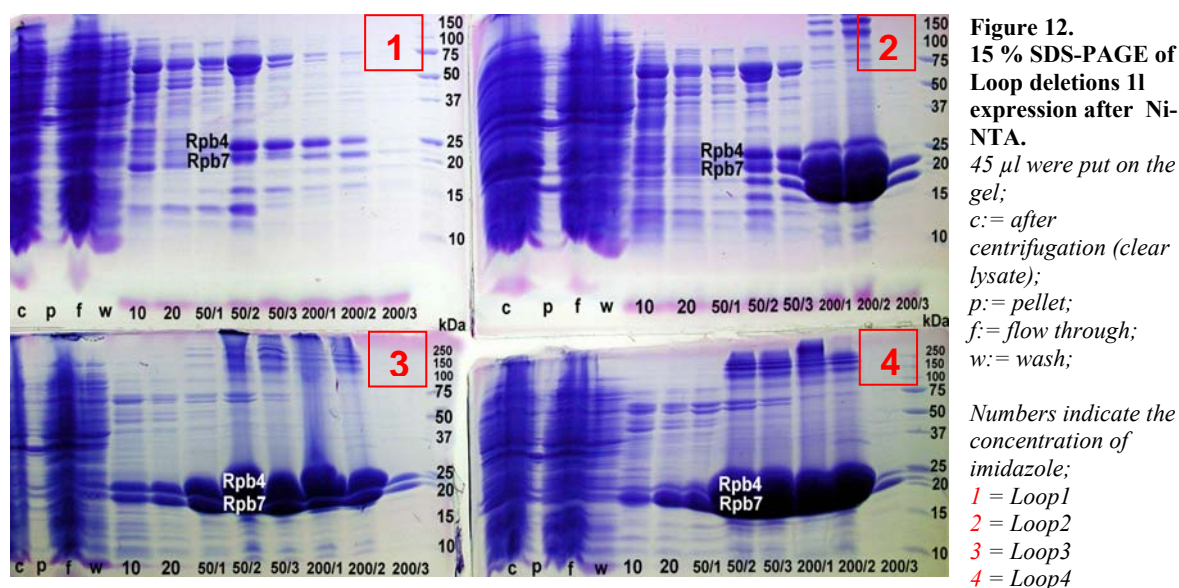 1
150
100
75
50
37
Rpb4 25
Rpb7 20
15
10
c p f w 10 20 50/1 50/2 50/3 200/1 200/2 200/3
2
150
100
75
50
37
Rpb4 25
Rpb7 20
15
10
c p f w 10 20 50/1 50/2 50/3 200/1 200/2 200/3
kDa
3
250
150
100
75
50
37
Rpb4 25
Rpb7 20
15
10
c p f w 10 20 50/1 50/2 50/3 200/1 200/2 200/3
kDa
4
250
150
100
75
50
37
Rpb4 25
Rpb7 20
15
10
c p f w 10 20 50/1 50/2 50/3 200/1 200/2 200/3
Figure 12.
15 % SDS-PAGE of
Loop deletions 1l
expression after Ni-
NTA.
45 µl were put on the
gel;
c:= after
centrifugation (clear
lysate);
p:= pellet;
f:= flow through;
w:= wash;
Numbers indicate the
concentration of
imidazole;
1 = Loop1
2 = Loop2
3 = Loop3
4 = Loop4